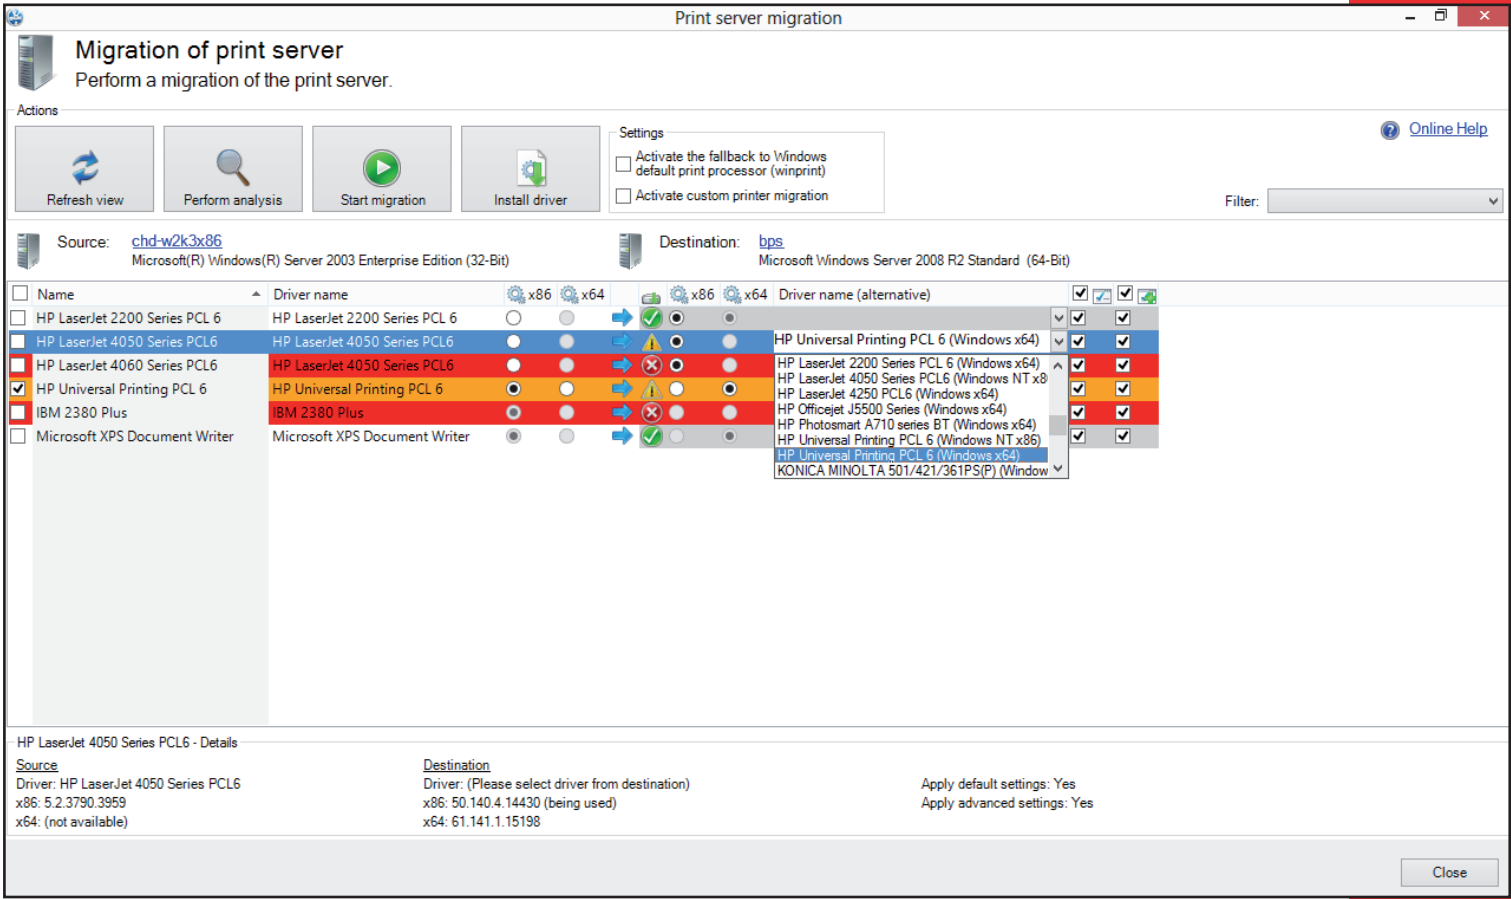 Print server migration
Migration of print server
Perform a migration of the print server.
Actions
Refresh view
Perform analysis
Start migration
Install driver
Settings
Activate the fallback to Windows
default print processor (winprint)
Activate custom printer migration
Online Help
Filter:
Source: chd-w2k3x86
Microsoft(R) Windows(R) Server 2003 Enterprise Edition (32-Bit)
Destination: bps
Microsoft Windows Server 2008 R2 Standard (64-Bit)
Name Driver name x86 x64 x86 x64 Driver name (alternative)
HP LaserJet 2200 Series PCL 6 HP LaserJet 2200 Series PCL 6
HP LaserJet 4050 Series PCL6 HP LaserJet 4050 Series PCL6 HP Universal Printing PCL 6 (Windows x64)
HP LaserJet 4060 Series PCL6 HP LaserJet 4050 Series PCL6
HP Universal Printing PCL 6 HP Universal Printing PCL 6
IBM 2380 Plus IBM 2380 Plus
Microsoft XPS Document Writer Microsoft XPS Document Writer
HP LaserJet 2200 Series PCL 6 (Windows x64)
HP LaserJet 4050 Series PCL6 (Windows NT x8
HP LaserJet 4250 PCL6 (Windows x64)
HP Officejet J5500 Series (Windows x64)
HP Photosmart A710 series BT (Windows x64)
HP Universal Printing PCL 6 (Windows NT x86)
HP Universal Printing PCL 6 (Windows x64)
KONICA MINOLTA 501/421/361PS(P) (Window
HP LaserJet 4050 Series PCL6 - Details
Source
Driver: HP LaserJet 4050 Series PCL6
x86: 5.2.3790.3959
x64: (not available)
Destination
Driver: (Please select driver from destination)
x86: 50.140.4.14430 (being used)
x64: 61.141.1.15198
Apply default settings: Yes
Apply advanced settings: Yes
Close